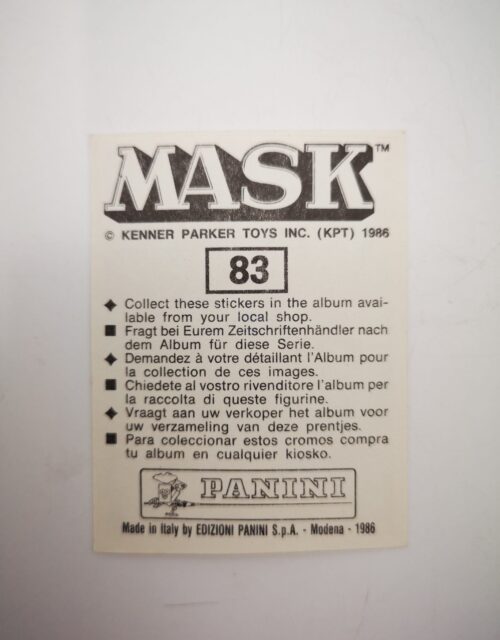 MASK™
© KENNER PARKER TOYS INC. (KPT) 1986
83
✦ Collect these stickers in the album avai-
lable from your local shop.
■ Fragt bei Eurem Zeitschriftenhändler nach
dem Album für diese Serie.
✦ Demandez à votre détaillant l'Album pour
la collection de ces images.
■ Chiedete al vostro rivenditore l'album per
la raccolta di queste figurine.
✦ Vraagt aan uw verkoper het album voor
uw verzameling van deze prentjes.
■ Para coleccionar estos cromos compra
tu album en cualquier kiosko.
PANINI
Made in Italy by EDIZIONI PANINI S.p.A. - Modena - 1986